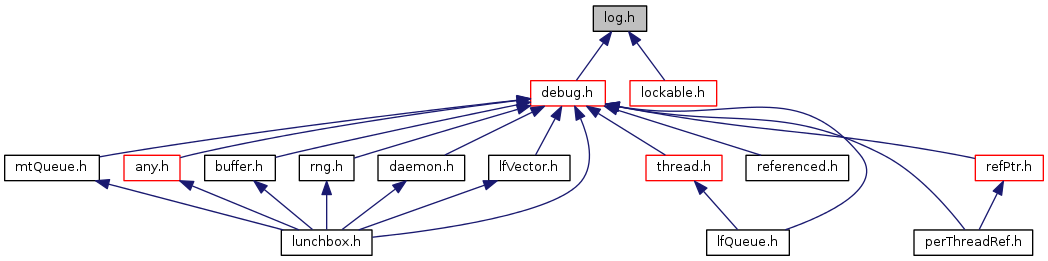 log.h
debug.h
lockable.h
mtQueue.h
any.h
buffer.h
rng.h
daemon.h
lfVector.h
thread.h
referenced.h
refPtr.h
lunchbox.h
lfQueue.h
perThreadRef.h